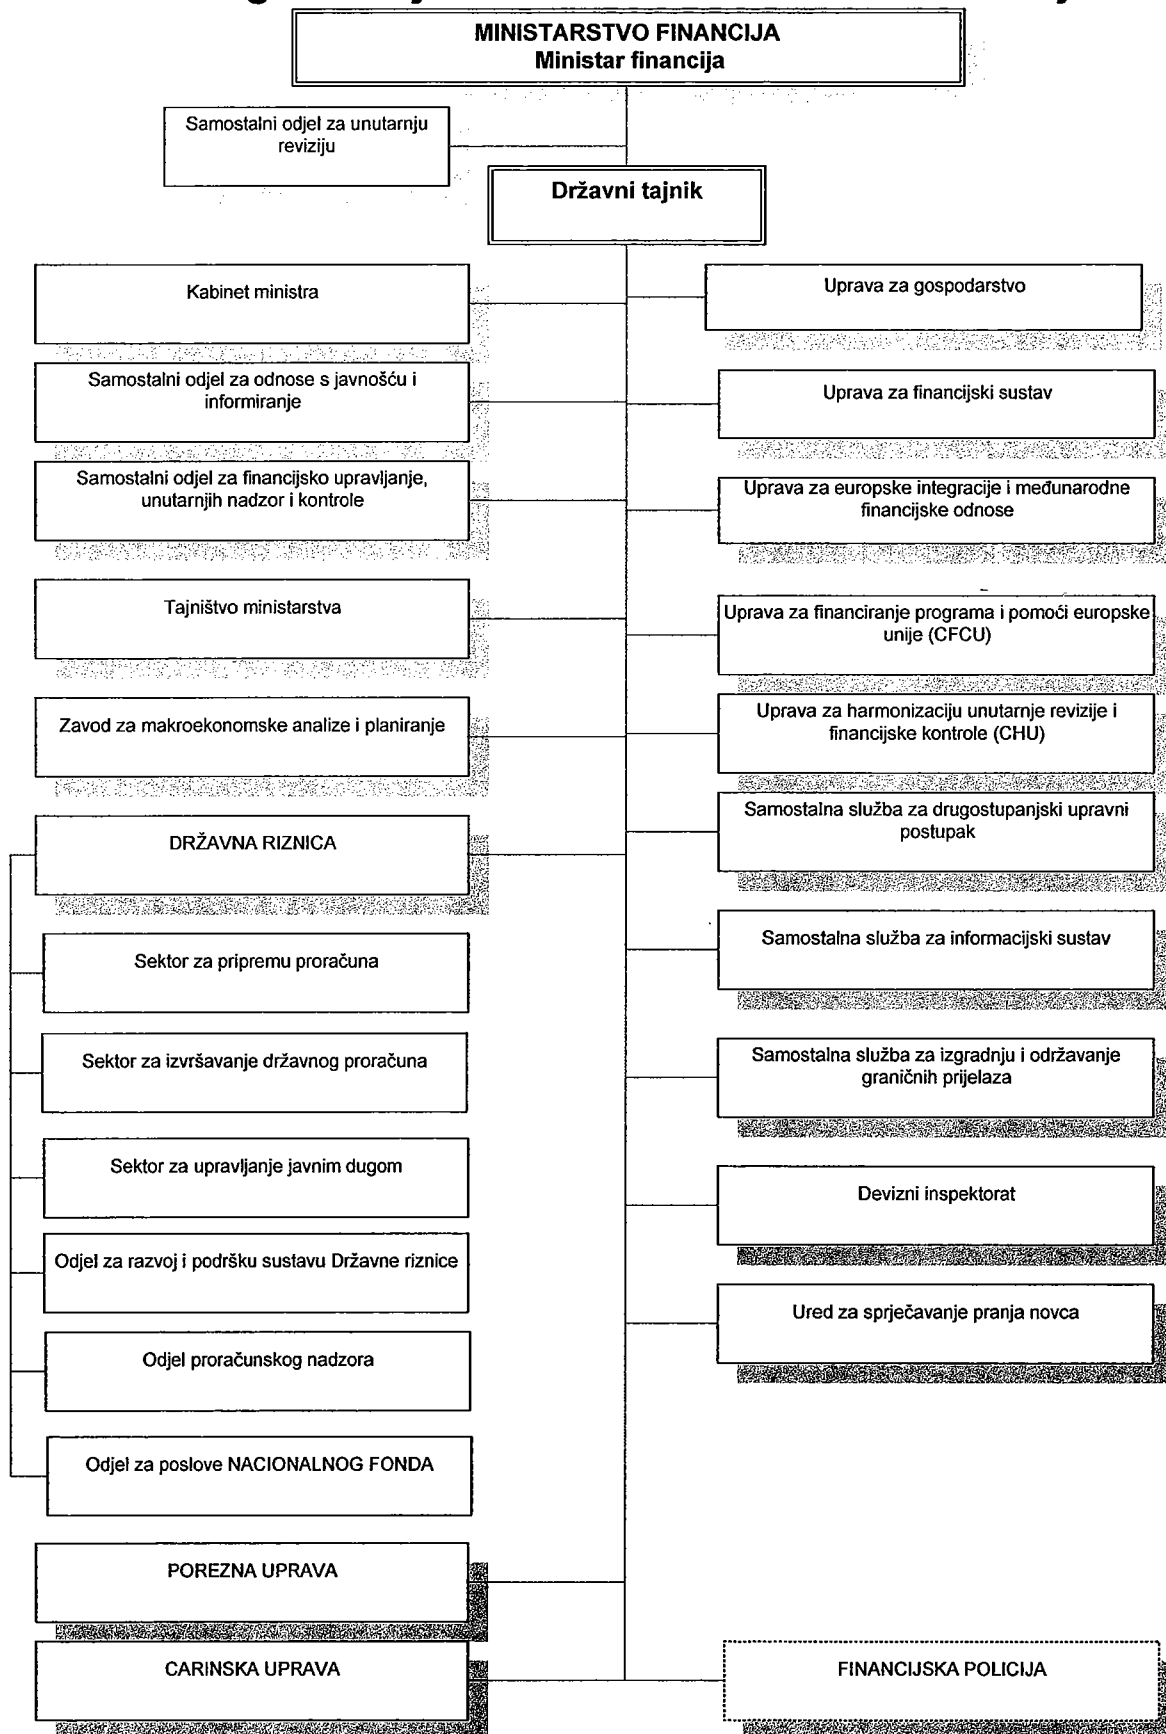 MINISTARSTVO FINANCIJA
Ministar financija
Samostalni odjel za unutarnju
reviziju
Državni tajnik
Kabinet ministra
Samostalni odjel za odnose s javnošću i
informiranje
Samostalni odjel za financijsko upravljanje,
unutarnjih nadzor i kontrole
Tajništvo ministarstva
Zavod za makroekonomske analize i planiranje
DRŽAVNA RIZNICA
Sektor za pripremu proračuna
Sektor za izvršavanje državnog proračuna
Sektor za upravljanje javnim dugom
Odjel za razvoj i podršku sustavu Državne riznice
Odjel proračunskog nadzora
Odjel za poslove NACIONALNOG FONDA
POREZNA UPRAVA
CARINSKA UPRAVA
Uprava za gospodarstvo
Uprava za financijski sustav
Uprava za europske integracije i međunarodne
financijske odnose
Uprava za financiranje programa i pomoći europske
unije (CFCU)
Uprava za harmonizaciju unutarnje revizije i
financijske kontrole (CHU)
Samostalna služba za drugostupanjski upravni
postupak
Samostalna služba za informacijski sustav
Samostalna služba za izgradnju i održavanje
graničnih prijelaza
Devizni inspektorat
Ured za sprječavanje pranja novca
FINANCIJSKA POLICIJA